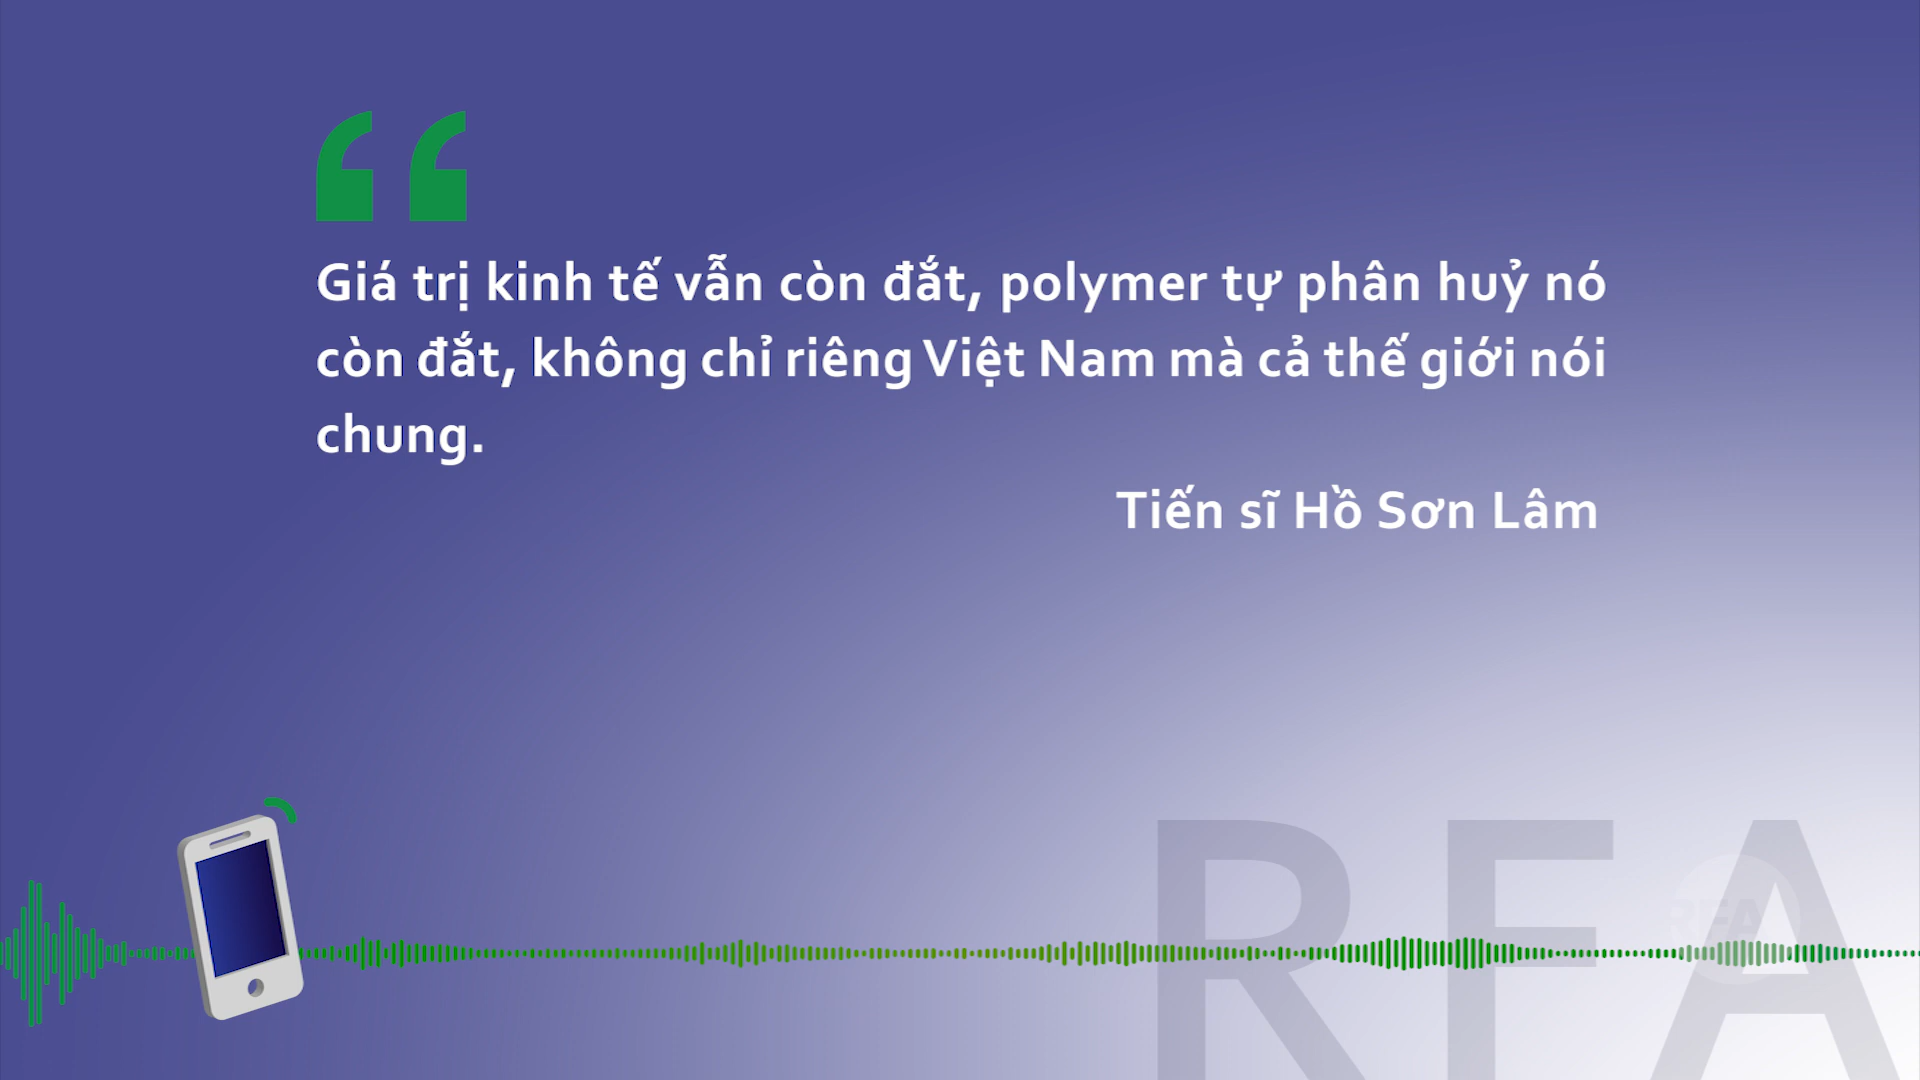 Giá trị kinh tế vẫn còn đắt, polymer tự phân huỷ nó
còn đắt, không chỉ riêng Việt Nam mà cả thế giới nói
chung.
Tiến sĩ Hồ Sơn Lâm
RFA
RFA